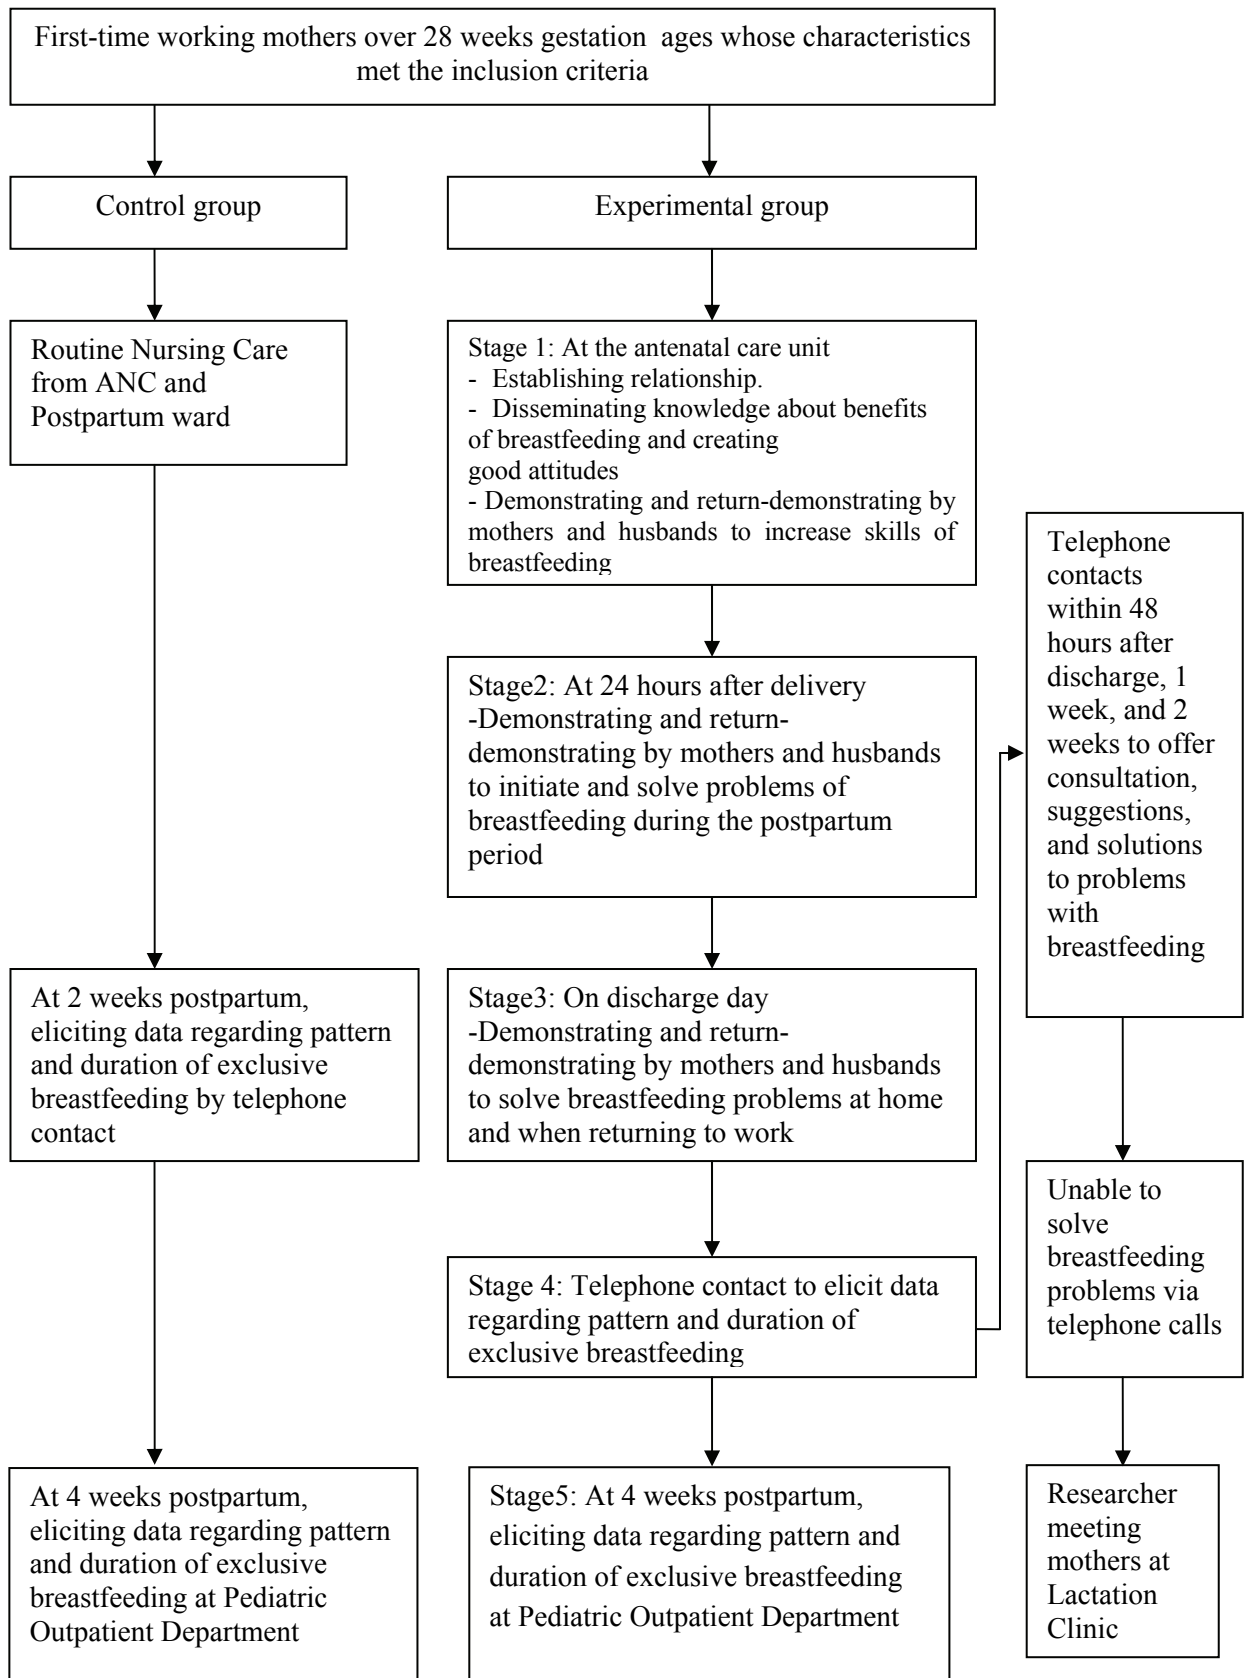 First-time working mothers over 28 weeks gestation ages whose characteristics
met the inclusion criteria
Control group
Experimental group
Routine Nursing Care
from ANC and
Postpartum ward
Stage 1: At the antenatal care unit
- Establishing relationship.
- Disseminating knowledge about benefits
of breastfeeding and creating
good attitudes
- Demonstrating and return-demonstrating by
mothers and husbands to increase skills of
breastfeeding
Telephone
contacts
within 48
hours after
discharge, 1
week, and 2
weeks to offer
consultation,
suggestions,
and solutions
to problems
with
breastfeeding
Stage2: At 24 hours after delivery
-Demonstrating and return-
demonstrating by mothers and husbands
to initiate and solve problems of
breastfeeding during the postpartum
period
At 2 weeks postpartum,
eliciting data regarding pattern
and duration of exclusive
breastfeeding by telephone
contact
Stage3: On discharge day
-Demonstrating and return-
demonstrating by mothers and husbands
to solve breastfeeding problems at home
and when returning to work
Unable to
solve
breastfeeding
problems via
telephone calls
Stage 4: Telephone contact to elicit data
regarding pattern and duration of
exclusive breastfeeding
At 4 weeks postpartum,
eliciting data regarding pattern
and duration of exclusive
breastfeeding at Pediatric
Outpatient Department
Stage5: At 4 weeks postpartum,
eliciting data regarding pattern and
duration of exclusive breastfeeding
at Pediatric Outpatient Department
Researcher
meeting
mothers at
Lactation
Clinic